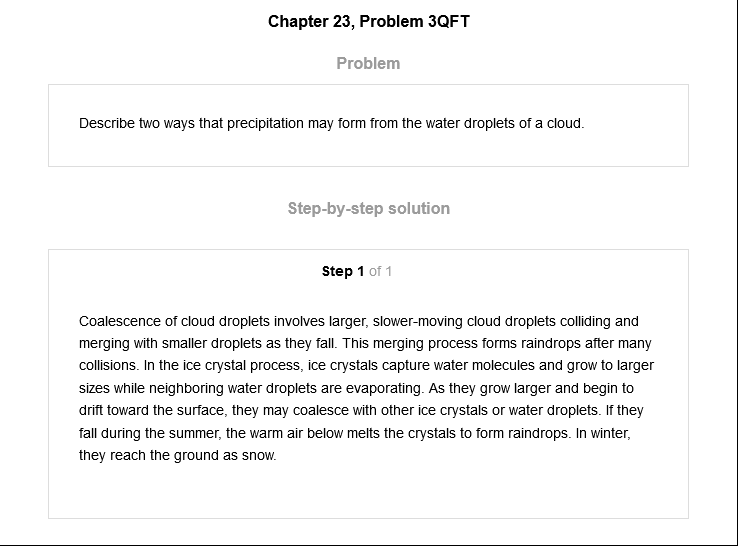 Chapter 23, Problem 3QFT
Problem
Describe two ways that precipitation may form from the water droplets of a cloud.
Step-by-step solution
Step 1 of 1
Coalescence of cloud droplets involves larger, slower-moving cloud droplets colliding and
merging with smaller droplets as they fall. This merging process forms raindrops after many
collisions. In the ice crystal process, ice crystals capture water molecules and grow to larger
sizes while neighboring water droplets are evaporating. As they grow larger and begin to
drift toward the surface, they may coalesce with other ice crystals or water droplets. If they
fall during the summer, the warm air below melts the crystals to form raindrops. In winter,
they reach the ground as snow.